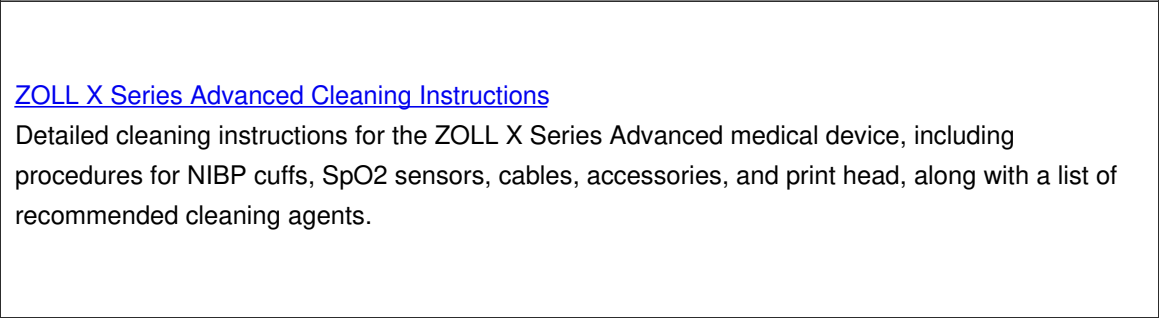 ZOLL X Series Advanced Cleaning Instructions
Detailed cleaning instructions for the ZOLL X Series Advanced medical device, including
procedures for NIBP cuffs, SpO2 sensors, cables, accessories, and print head, along with a list of
recommended cleaning agents.